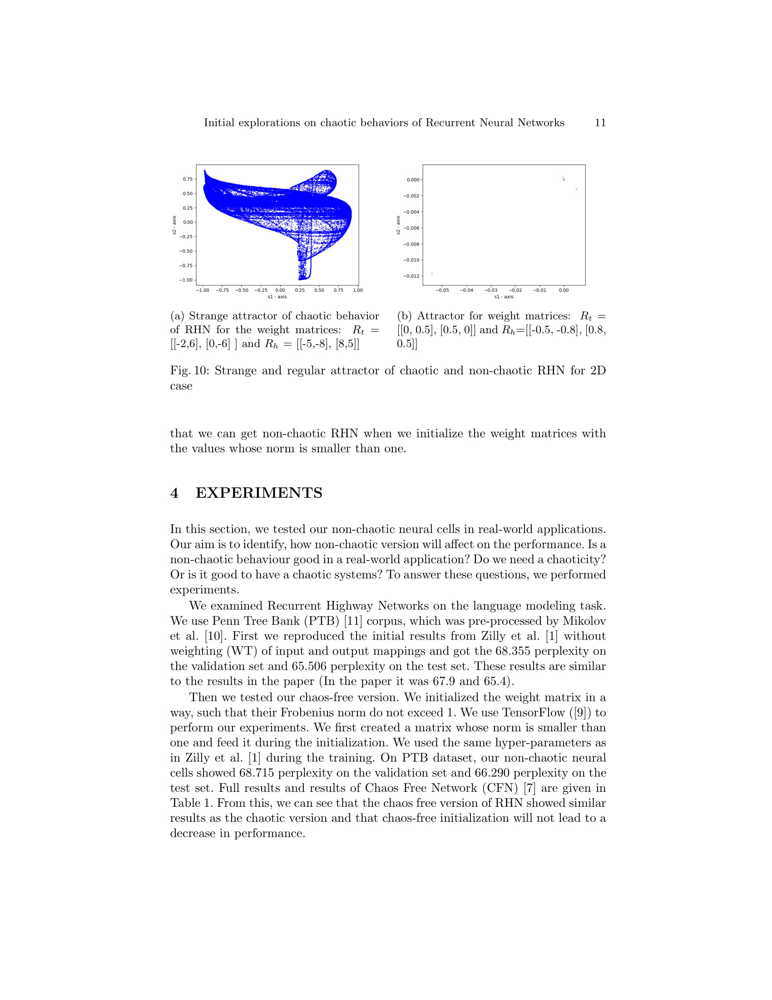 Initial explorations on chaotic behaviors of Recurrent Neural Networks 11
0.75
0.50
0.25
0.00
−0.25
−0.50
−0.75
−1.00
s2 - axis
−1.00 −0.75 −0.50 −0.25 0.00 0.25 0.50 0.75 1.00
s1 - axis
0.000
−0.002
−0.004
−0.006
−0.008
−0.010
−0.012
s2 - axis
−0.05 −0.04 −0.03 −0.02 −0.01 0.00
s1 - axis
(a) Strange attractor of chaotic behavior
of RHN for the weight matrices: Rt =
[[-2,6], [0,-6] ] and Rh = [[-5,-8], [8,5]]
(b) Attractor for weight matrices: Rt =
[[0, 0.5], [0.5, 0]] and Rh=[[-0.5, -0.8], [0.8,
0.5]]
Fig. 10: Strange and regular attractor of chaotic and non-chaotic RHN for 2D
case
that we can get non-chaotic RHN when we initialize the weight matrices with
the values whose norm is smaller than one.
4 EXPERIMENTS
In this section, we tested our non-chaotic neural cells in real-world applications.
Our aim is to identify, how non-chaotic version will affect on the performance. Is a
non-chaotic behaviour good in a real-world application? Do we need a chaoticity?
Or is it good to have a chaotic systems? To answer these questions, we performed
experiments.
We examined Recurrent Highway Networks on the language modeling task.
We use Penn Tree Bank (PTB) [11] corpus, which was pre-processed by Mikolov
et al. [10]. First we reproduced the initial results from Zilly et al. [1] without
weighting (WT) of input and output mappings and got the 68.355 perplexity on
the validation set and 65.506 perplexity on the test set. These results are similar
to the results in the paper (In the paper it was 67.9 and 65.4).
Then we tested our chaos-free version. We initialized the weight matrix in a
way, such that their Frobenius norm do not exceed 1. We use TensorFlow ([9]) to
perform our experiments. We first created a matrix whose norm is smaller than
one and feed it during the initialization. We used the same hyper-parameters as
in Zilly et al. [1] during the training. On PTB dataset, our non-chaotic neural
cells showed 68.715 perplexity on the validation set and 66.290 perplexity on the
test set. Full results and results of Chaos Free Network (CFN) [7] are given in
Table 1. From this, we can see that the chaos free version of RHN showed similar
results as the chaotic version and that chaos-free initialization will not lead to a
decrease in performance.